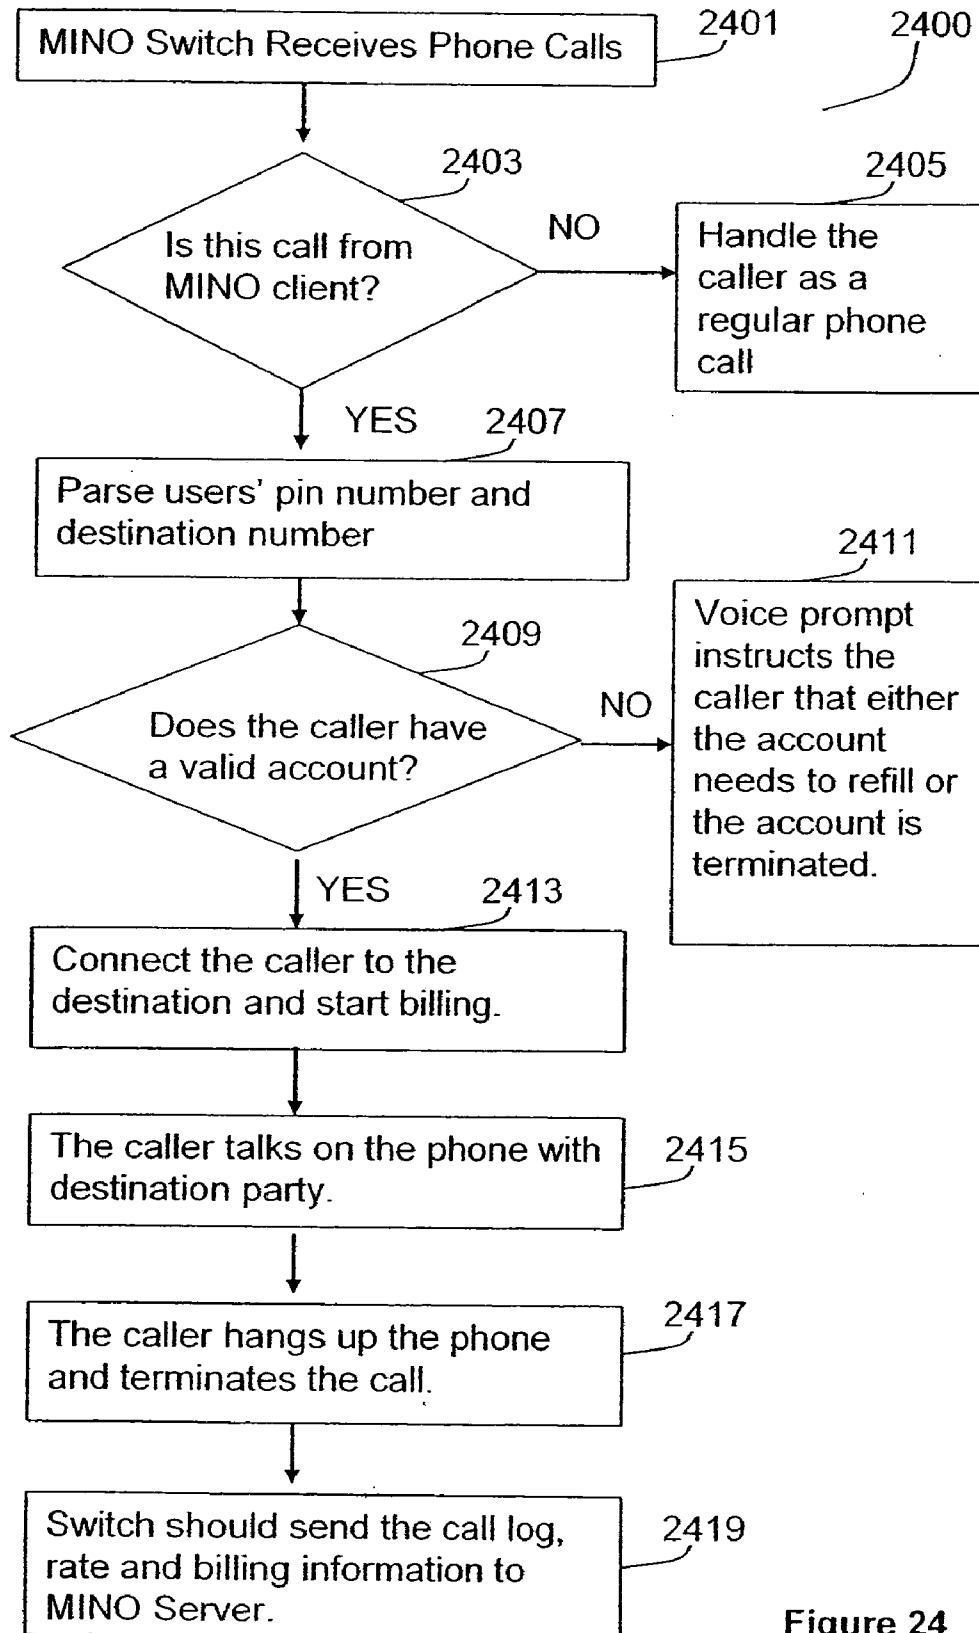 MINO Switch Receives Phone Calls
2401
2400
2403
Is this call from
MINO client?
NO
2405
Handle the
caller as a
regular phone
call
YES
2407
Parse users' pin number and
destination number
2409
Does the caller have
a valid account?
NO
2411
Voice prompt
instructs the
caller that either
the account
needs to refill or
the account is
terminated.
YES
2413
Connect the caller to the
destination and start billing.
The caller talks on the phone with
destination party.
2415
The caller hangs up the phone
and terminates the call.
2417
Switch should send the call log,
rate and billing information to
MINO Server.
2419
Figure 24